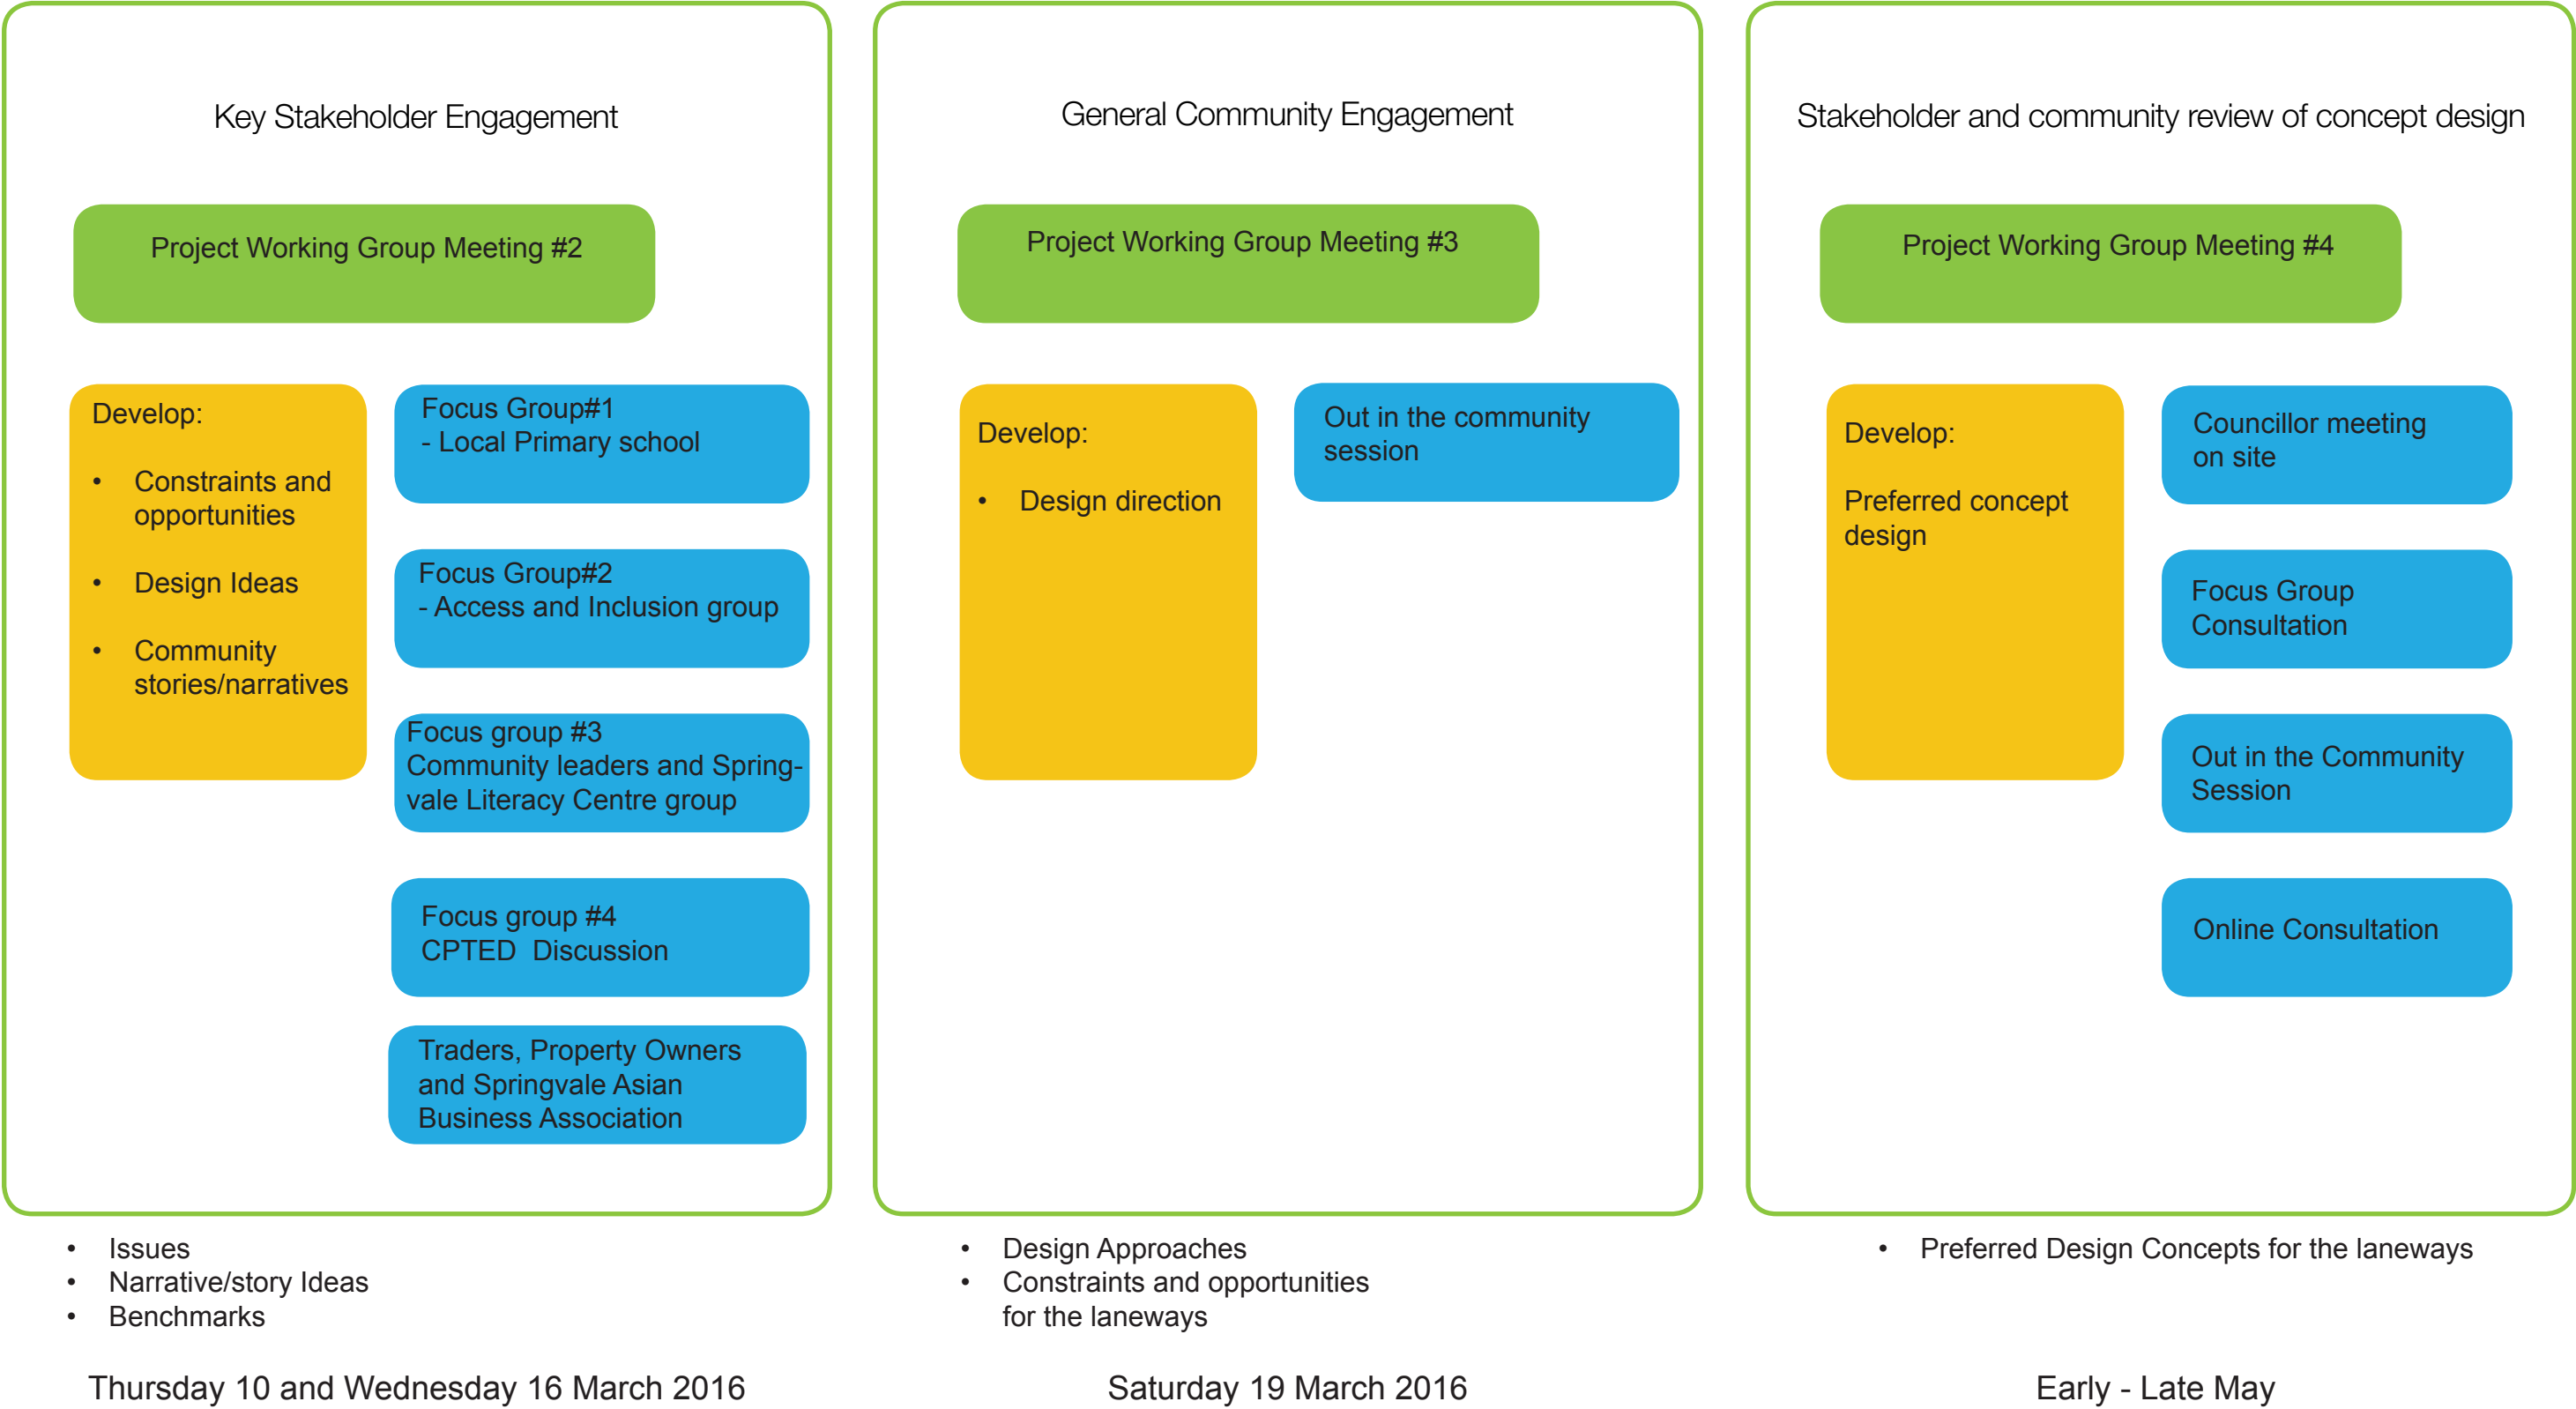 Key Stakeholder Engagement
Project Working Group Meeting #2
Develop:
• Constraints and
opportunities
• Design Ideas
• Community
stories/narratives
Focus Group#1
- Local Primary school
Focus Group#2
- Access and Inclusion group
Focus group #3
Community leaders and Spring-
vale Literacy Centre group
Focus group #4
CPTED  Discussion
Traders, Property Owners
and Springvale Asian
Business Association
• Issues
• Narrative/story Ideas
• Benchmarks
Thursday 10 and Wednesday 16 March 2016
General Community Engagement
Project Working Group Meeting #3
Develop:
• Design direction
Out in the community
session
• Design Approaches
• Constraints and opportunities
for the laneways
Saturday 19 March 2016
Stakeholder and community review of concept design
Project Working Group Meeting #4
Develop:
Preferred concept
design
Councillor meeting
on site
Focus Group
Consultation
Out in the Community
Session
Online Consultation
• Preferred Design Concepts for the laneways
Early - Late May